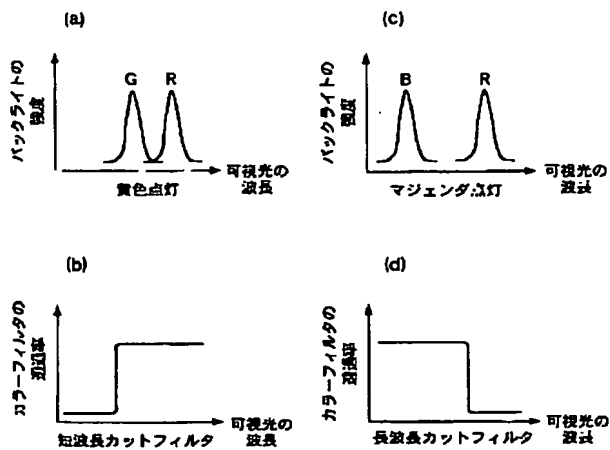 (a)
G R
バックライトの
強度
可視光の
波長
黄色点灯
(c)
B R
バックライトの
強度
可視光の
波長
マジェンダ点灯
(b)
カラーフィルタの
透過率
可視光の
波長
短波長カットフィルタ
(d)
カラーフィルタの
透過率
可視光の
波長
長波長カットフィルタ